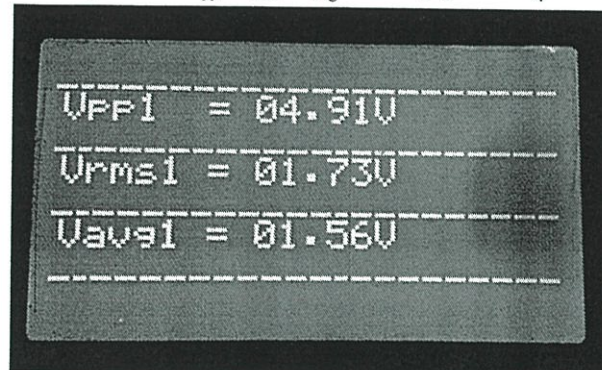 Vpp1 = 04.91V
Vrms1 = 01.73V
Vavg1 = 01.56V